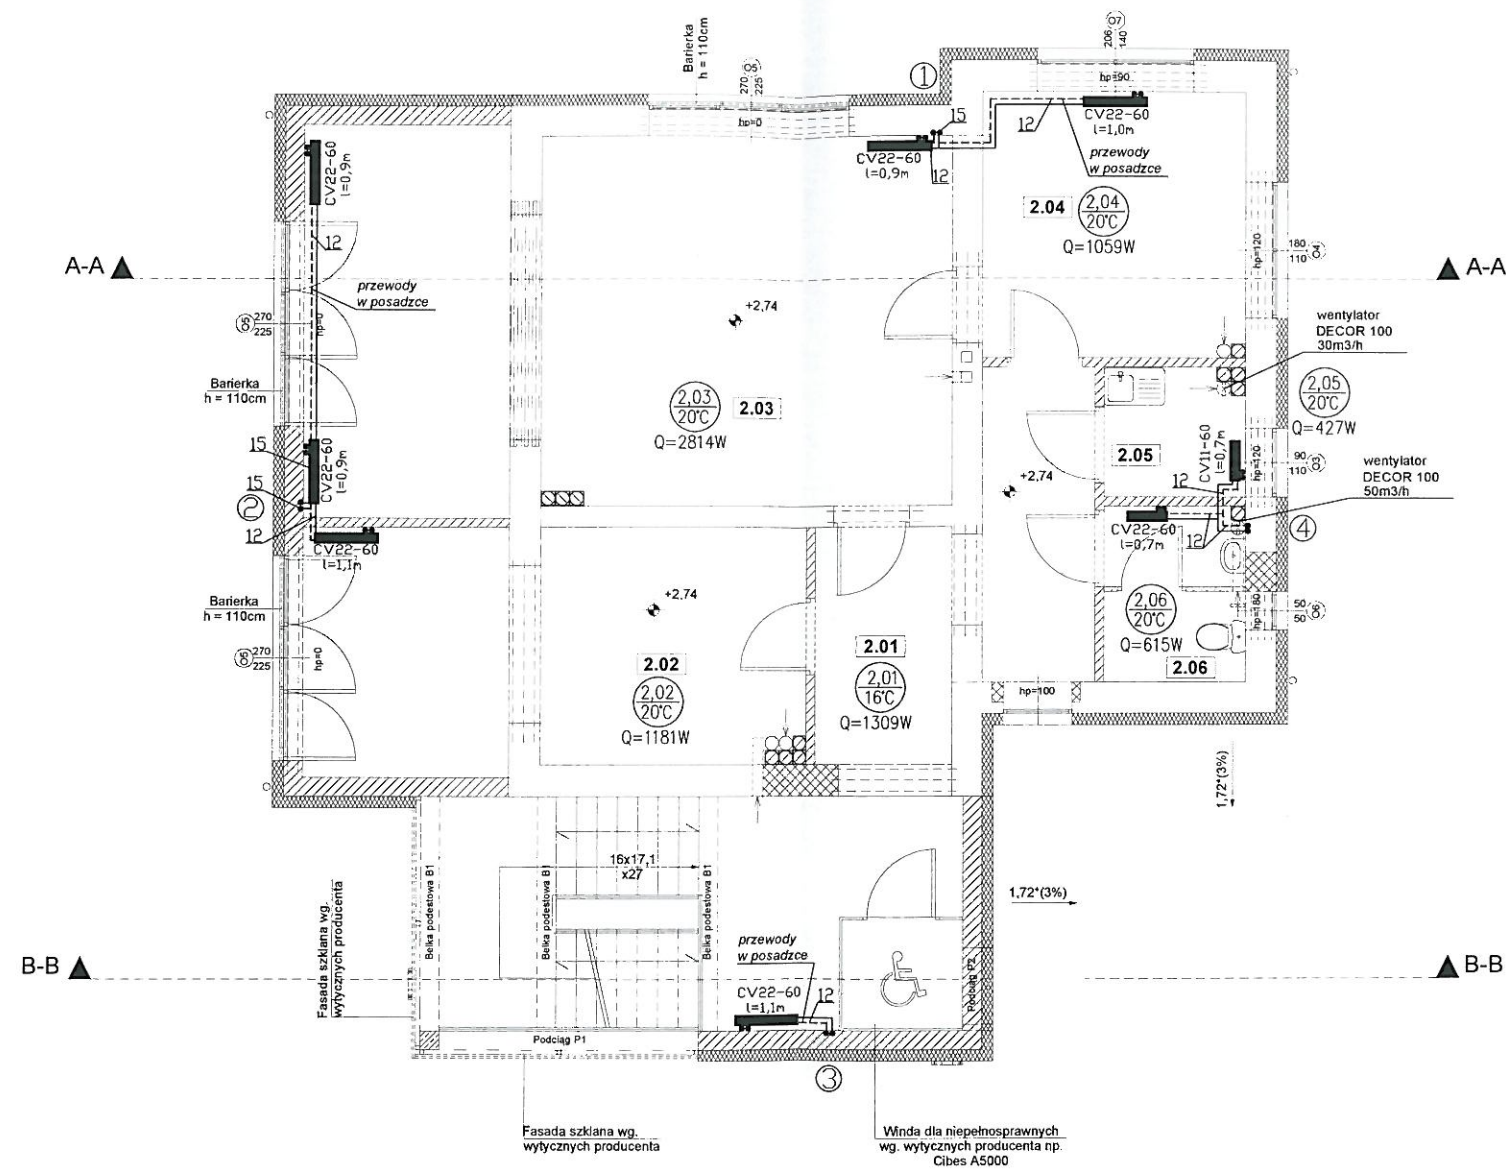 Barierka
h = 110cm
O5
270
225
hp=0
1
O7
206
140
hp=90
CV22-60
l=1,0m
12
15
CV22-60
l=0,9m
12
przewody
w posadzce
2.04
2,04
20°C
Q=1059W
CV22-60
l=0,9m
12
A-A
A-A
przewody
w posadzce
hp=120
180
110
O4
O5
270
225
hp=0
+2,74
wentylator
DECOR 100
30m3/h
Barierka
h = 110cm
2,03
20°C
2.03
Q=2814W
2,05
20°C
Q=427W
15
CV22-60
l=0,9m
15
2
12
CV22-60
l=1,1m
2.05
CV11-60
l=0,7m
hp=120
90
110
O3
12
wentylator
DECOR 100
50m3/h
+2,74
CV22-60
l=0,7m
12
4
Barierka
h = 110cm
O5
270
225
hp=0
+2,74
2.02
2,02
20°C
Q=1181W
2.01
2,01
16°C
Q=1309W
2,06
20°C
Q=615W
2.06
hp=180
50
50
O6
hp=100
1,72°(3%)
16x17,1
x27
Belka podestowa B1
Belka podestowa B1
Belka podestowa B1
Fasada szklana wg.
wytycznych producenta
1,72°(3%)
B-B
B-B
przewody
w posadzce
CV22-60
l=1,1m
12
Podciąg P2
Podciąg P1
3
Fasada szklana wg.
wytycznych producenta
Winda dla niepełnosprawnych
wg. wytycznych producenta np.
Cibes A5000